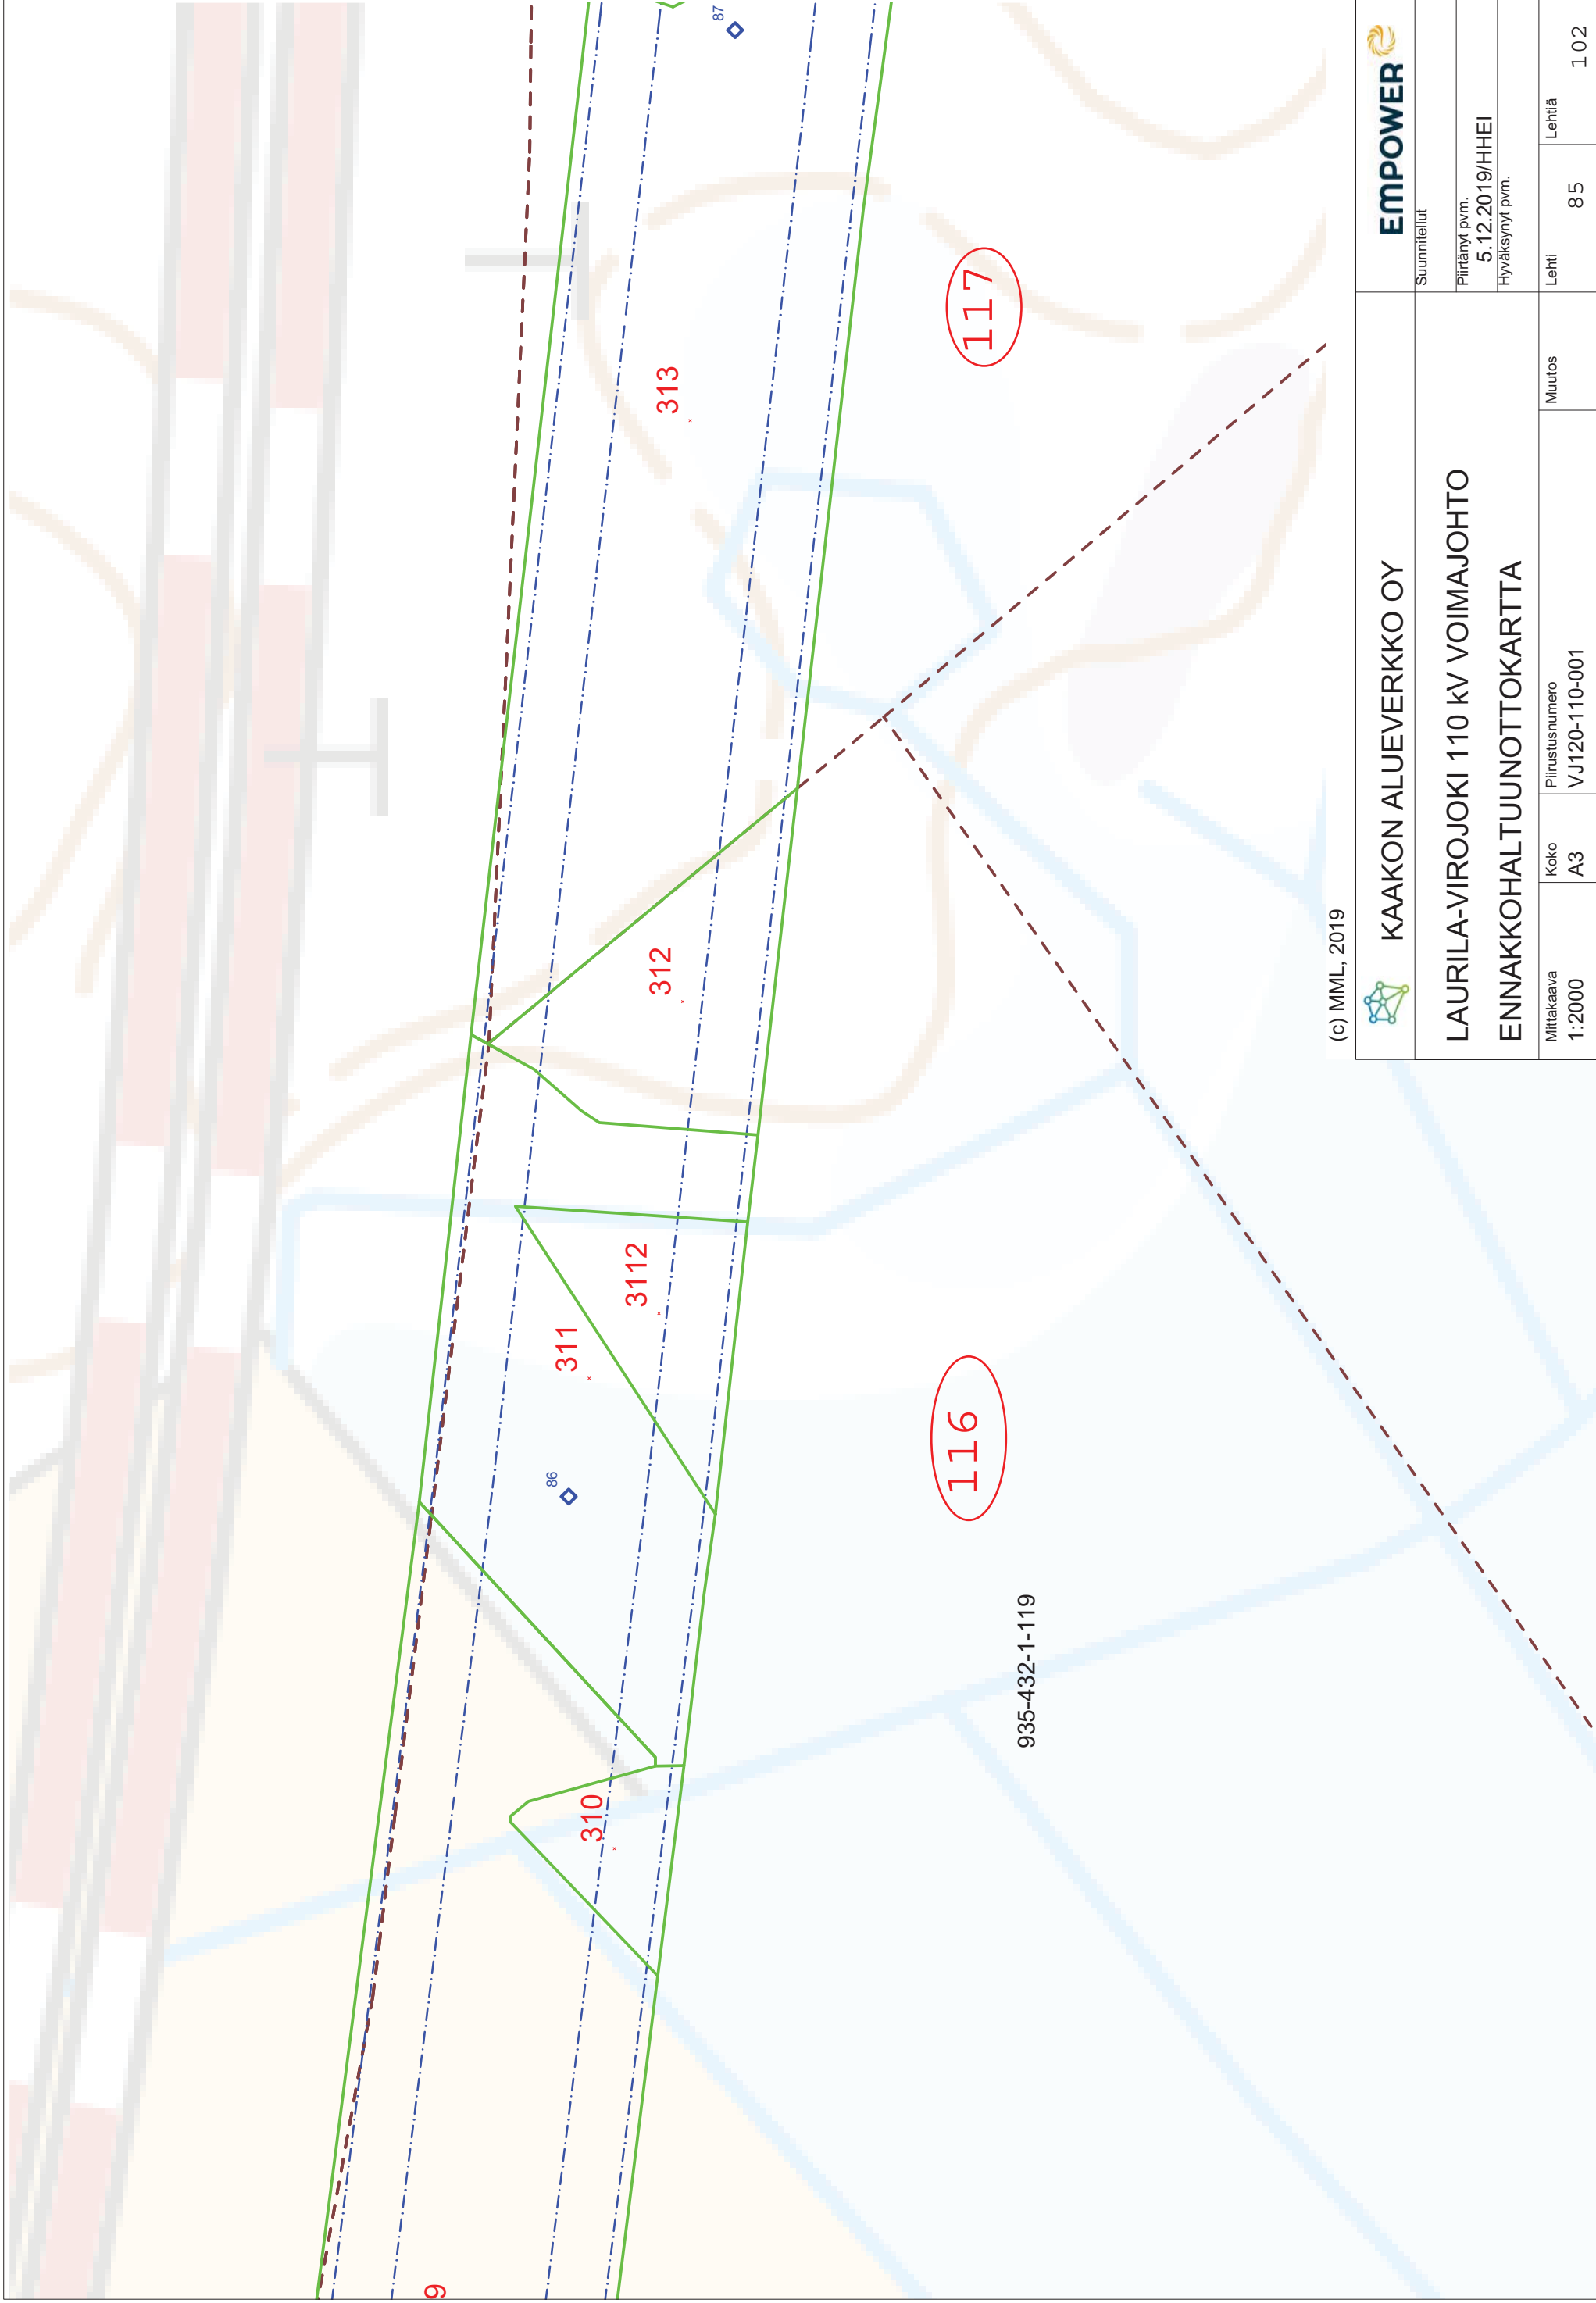 87
313
117
312
3112
311
116
86
935-432-1-119
310
9
(c) MML, 2019
KAAKON ALUEVERKKO OY
EMPOWER
LAURILA-VIROJOKI 110 kV VOIMAJOHTO
ENNAKKOHALTUUNOTTOKARTTA
Suunnitellut
Piirtänyt pvm.
5.12.2019/HHEI
Hyväksynyt pvm.
Mittakaava
1:2000
Koko
A3
Piirustusnumero
VJ120-110-001
Muutos
Lehti
85
Lehtiä
102